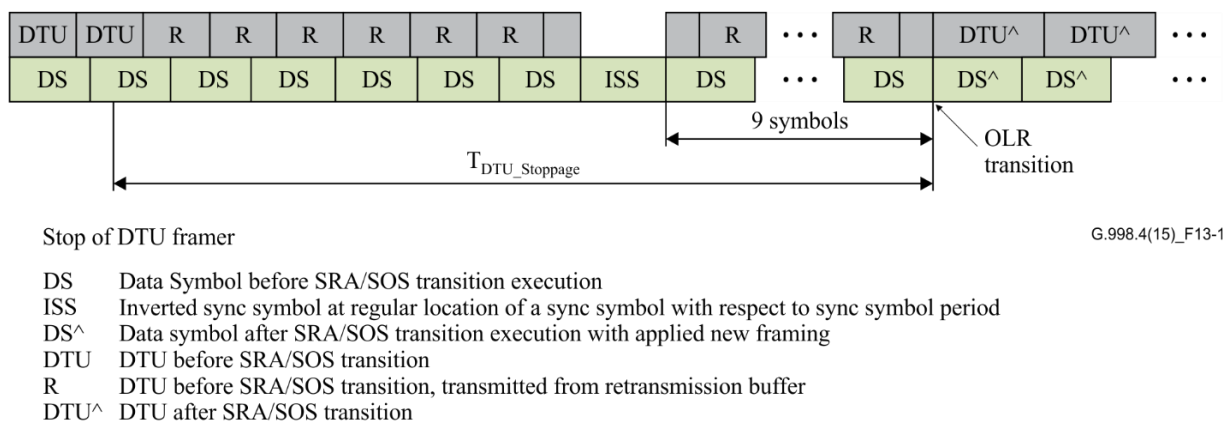 DTU DTU R R R R R R R • • • R DTU^ DTU^ • • •
DS DS DS DS DS DS DS ISS DS • • • DS DS^ DS^ • • •
9 symbols
OLR
transition
T_DTU_Stoppage
Stop of DTU framer
G.998.4(15)_F13-1
DS Data Symbol before SRA/SOS transition execution
ISS Inverted sync symbol at regular location of a sync symbol with respect to sync symbol period
DS^ Data symbol after SRA/SOS transition execution with applied new framing
DTU DTU before SRA/SOS transition
R DTU before SRA/SOS transition, transmitted from retransmission buffer
DTU^ DTU after SRA/SOS transition